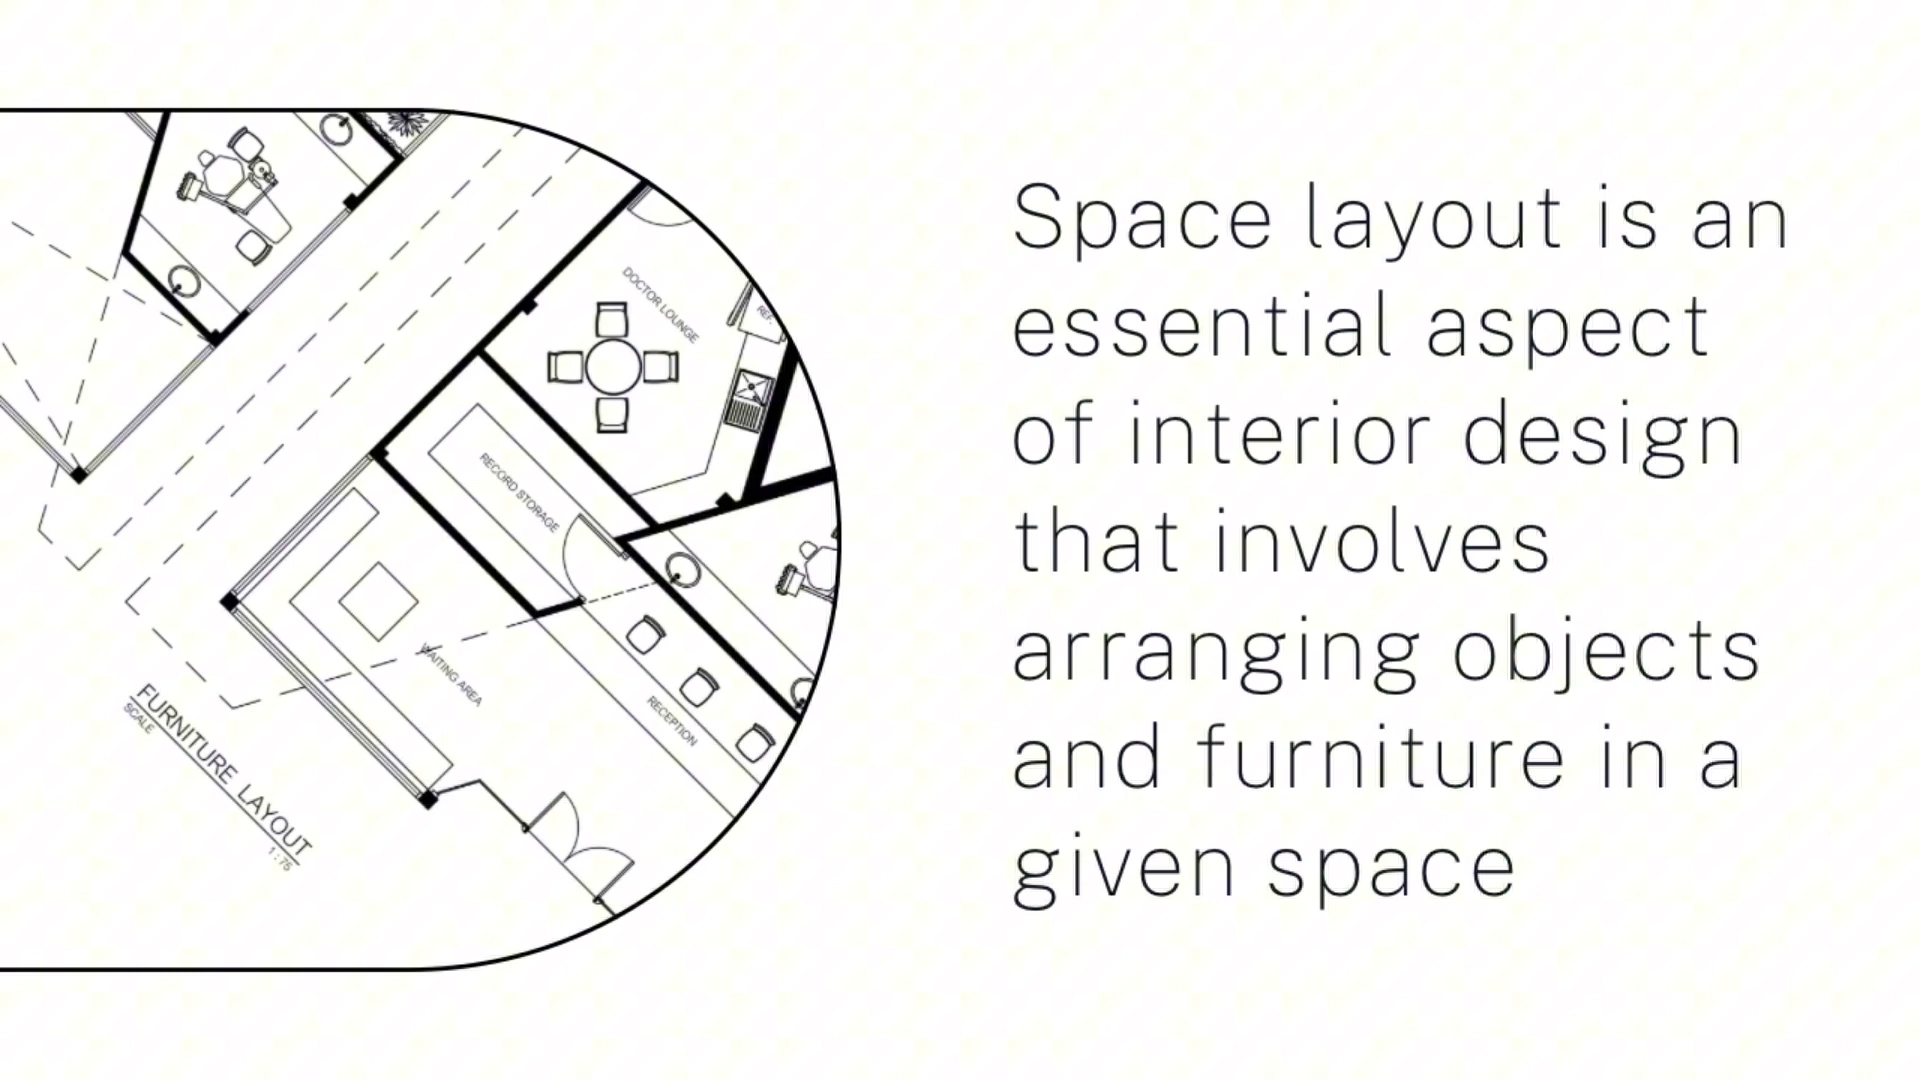 Space layout is an
essential aspect
of interior design
that involves
arranging objects
and furniture in a
given space
DOCTOR LOUNGE
REF.
RECORD STORAGE
WAITING AREA
RECEPTION
FURNITURE LAYOUT
SCALE
1:75